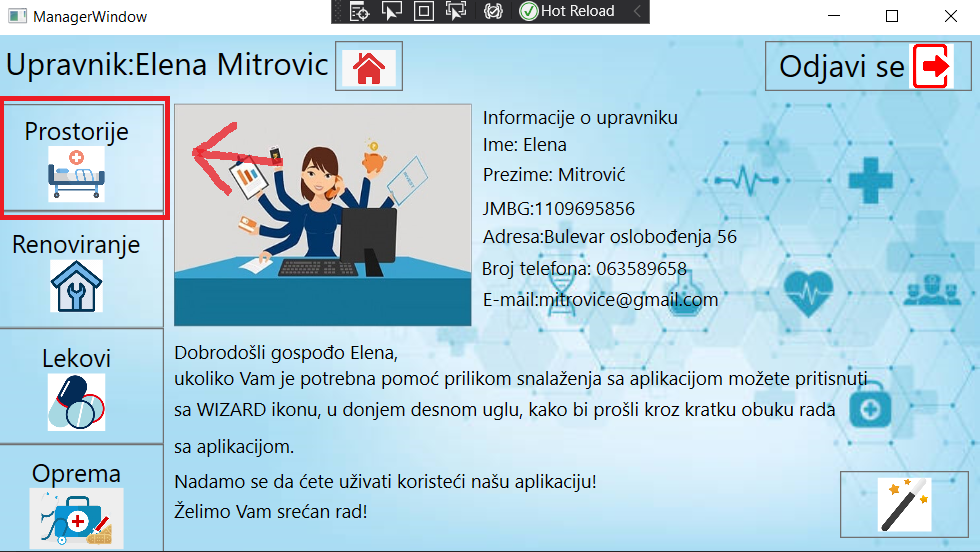 ManagerWindow
Hot Reload
Upravnik:Elena Mitrovic
Odjavi se
Prostorije
Renoviranje
Lekovi
Oprema
Informacije o upravniku
Ime: Elena
Prezime: Mitrović
JMBG:1109695856
Adresa:Bulevar oslobođenja 56
Broj telefona: 063589658
E-mail:mitroviće@gmail.com
Dobrodošli gospođo Elena,
ukoliko Vam je potrebna pomoć prilikom snalaženja sa aplikacijom možete pritisnuti
sa WIZARD ikonu, u donjem desnom uglu, kako bi prošli kroz kratku obuku rada
sa aplikacijom.
Nadamo se da ćete uživati koristeći našu aplikaciju!
Želimo Vam srećan rad!